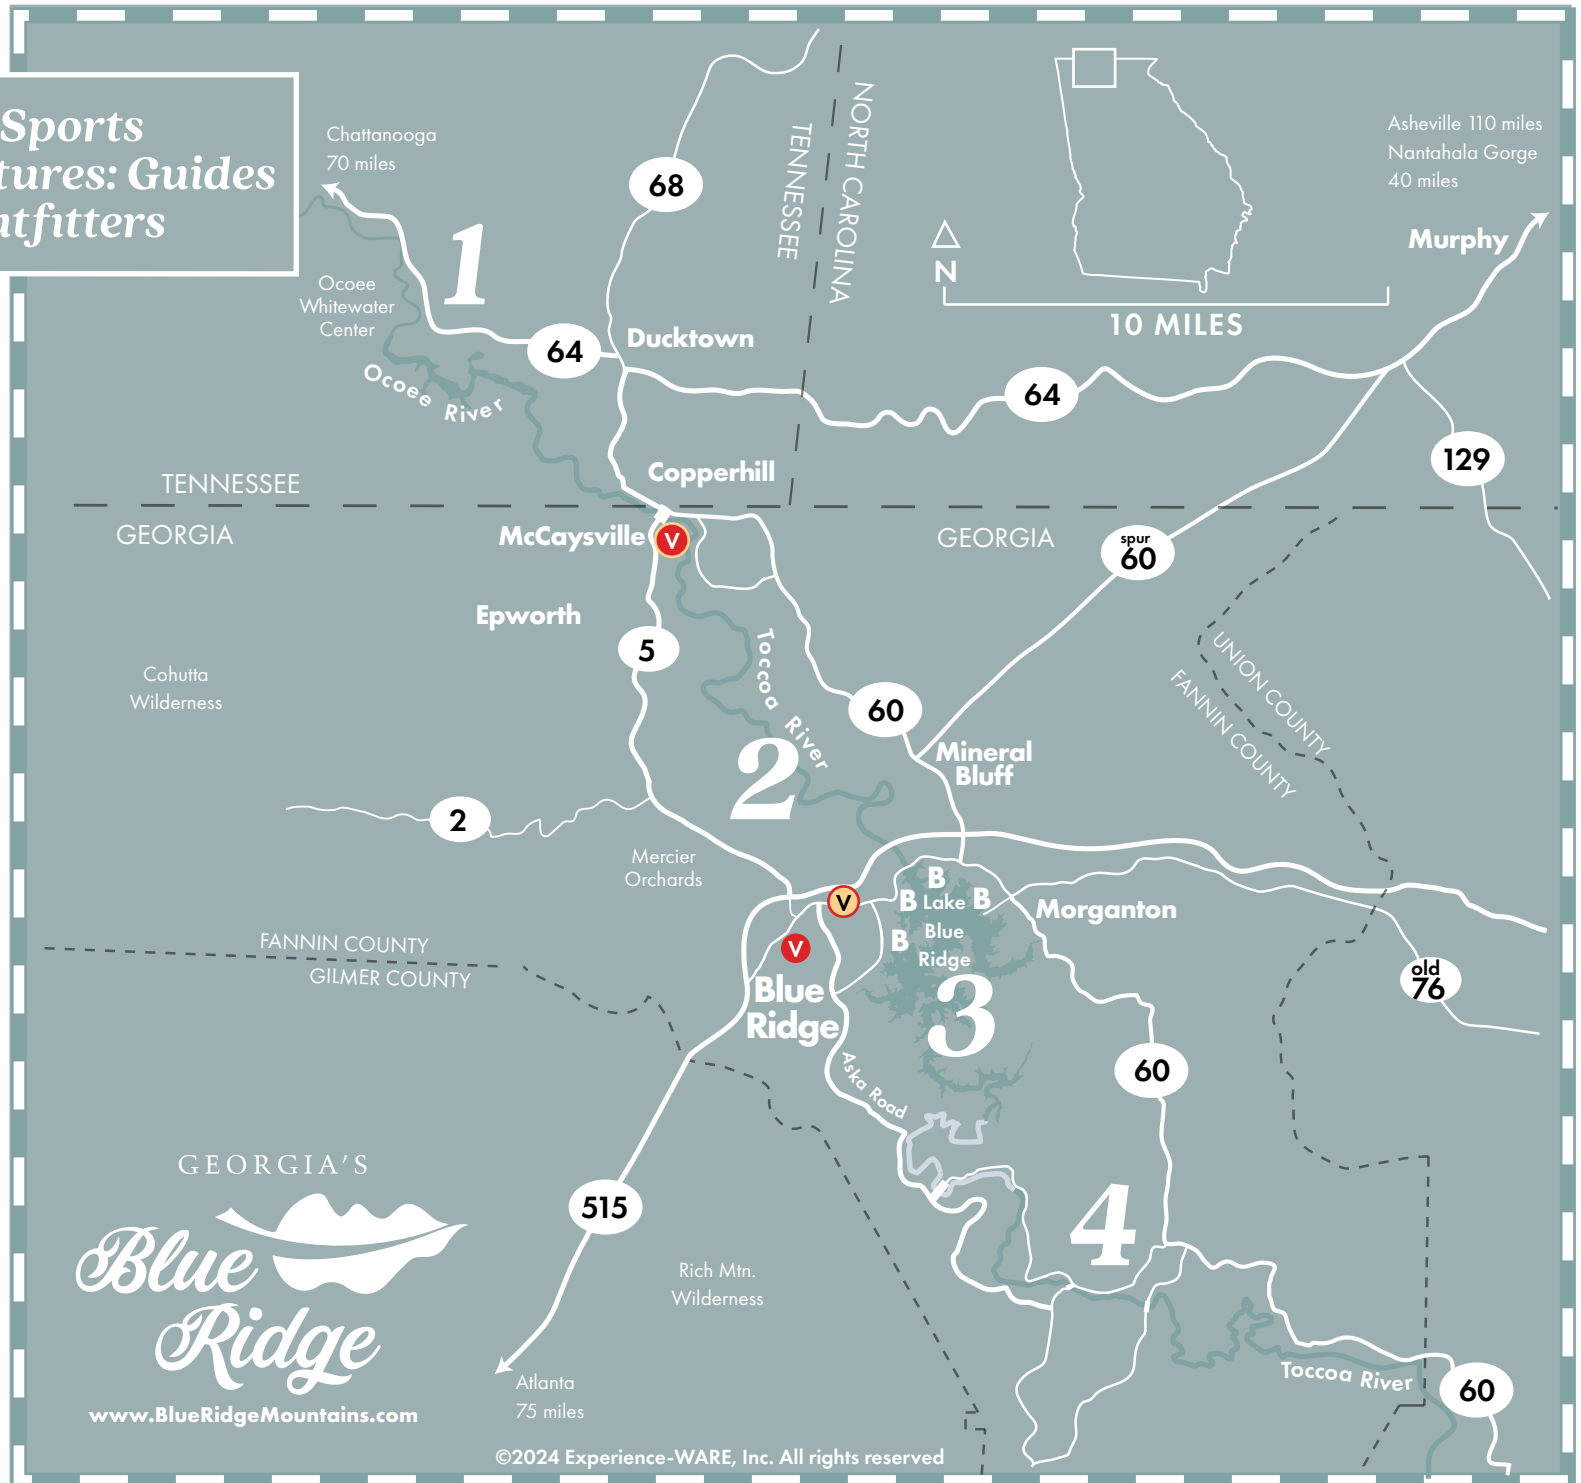 Sports
tures: Guides
tfitters
Chattanooga
70 miles
1
68
TENNESSEE
NORTH CAROLINA
N
10 MILES
Asheville 110 miles
Nantahala Gorge
40 miles
Murphy
Ocoee
Whitewater
Center
64
Ducktown
Ocoee River
64
129
Copperhill
TENNESSEE
GEORGIA
McCaysville
V
GEORGIA
spur
60
Epworth
5
Toccoa River
Cohutta
Wilderness
UNION COUNTY
FANNIN COUNTY
60
Mineral
Bluff
2
2
Mercier
Orchards
V
B
B Lake B
Blue
B
Ridge
Morganton
V
FANNIN COUNTY
GILMER COUNTY
old
76
Blue
Ridge
3
Aska Road
60
GEORGIA'S
Blue
Ridge
www.BlueRidgeMountains.com
515
4
Rich Mtn.
Wilderness
Toccoa River
60
Atlanta
75 miles
©2024 Experience-WARE, Inc. All rights reserved